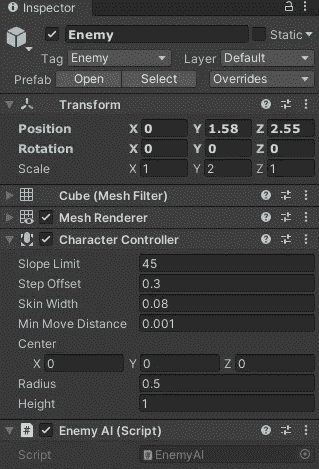 Inspector
Enemy Static
Tag Enemy Layer Default
Prefab Open Select Overrides
Transform
Position X 0 Y 1.58 Z 2.55
Rotation X 0 Y 0 Z 0
Scale X 1 Y 2 Z 1
Cube (Mesh Filter)
Mesh Renderer
Character Controller
Slope Limit 45
Step Offset 0.3
Skin Width 0.08
Min Move Distance 0.001
Center
X 0 Y 0 Z 0
Radius 0.5
Height 1
# Enemy AI (Script)
Script EnemyAI